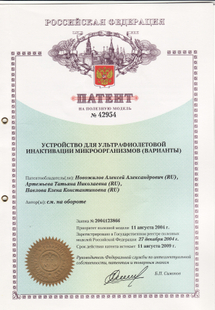 РОССИЙСКАЯ ФЕДЕРАЦИЯ
ПАТЕНТ
НА ПОЛЕЗНУЮ МОДЕЛЬ
№ 42954
УСТРОЙСТВО ДЛЯ УЛЬТРАФИОЛЕТОВОЙ
ИНАКТИВАЦИИ МИКРООРГАНИЗМОВ (ВАРИАНТЫ)
Патентообладатель(ли): Новожилов Алексей Александрович (RU),
Артемьева Татьяна Николаевна (RU),
Павлова Елена Константиновна (RU)
Автор(ы): см. на обороте
Заявка № 2004123866
Приоритет полезной модели 11 августа 2004 г.
Зарегистрировано в Государственном реестре полезных
моделей Российской Федерации 27 декабря 2004 г.
Срок действия патента истекает 11 августа 2009 г.
Руководитель Федеральной службы по интеллектуальной
собственности, патентам и товарным знакам
Б.П. Симонов